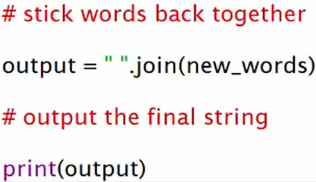 # stick words back together
output = " ".join(new_words)
# output the final string
print(output)